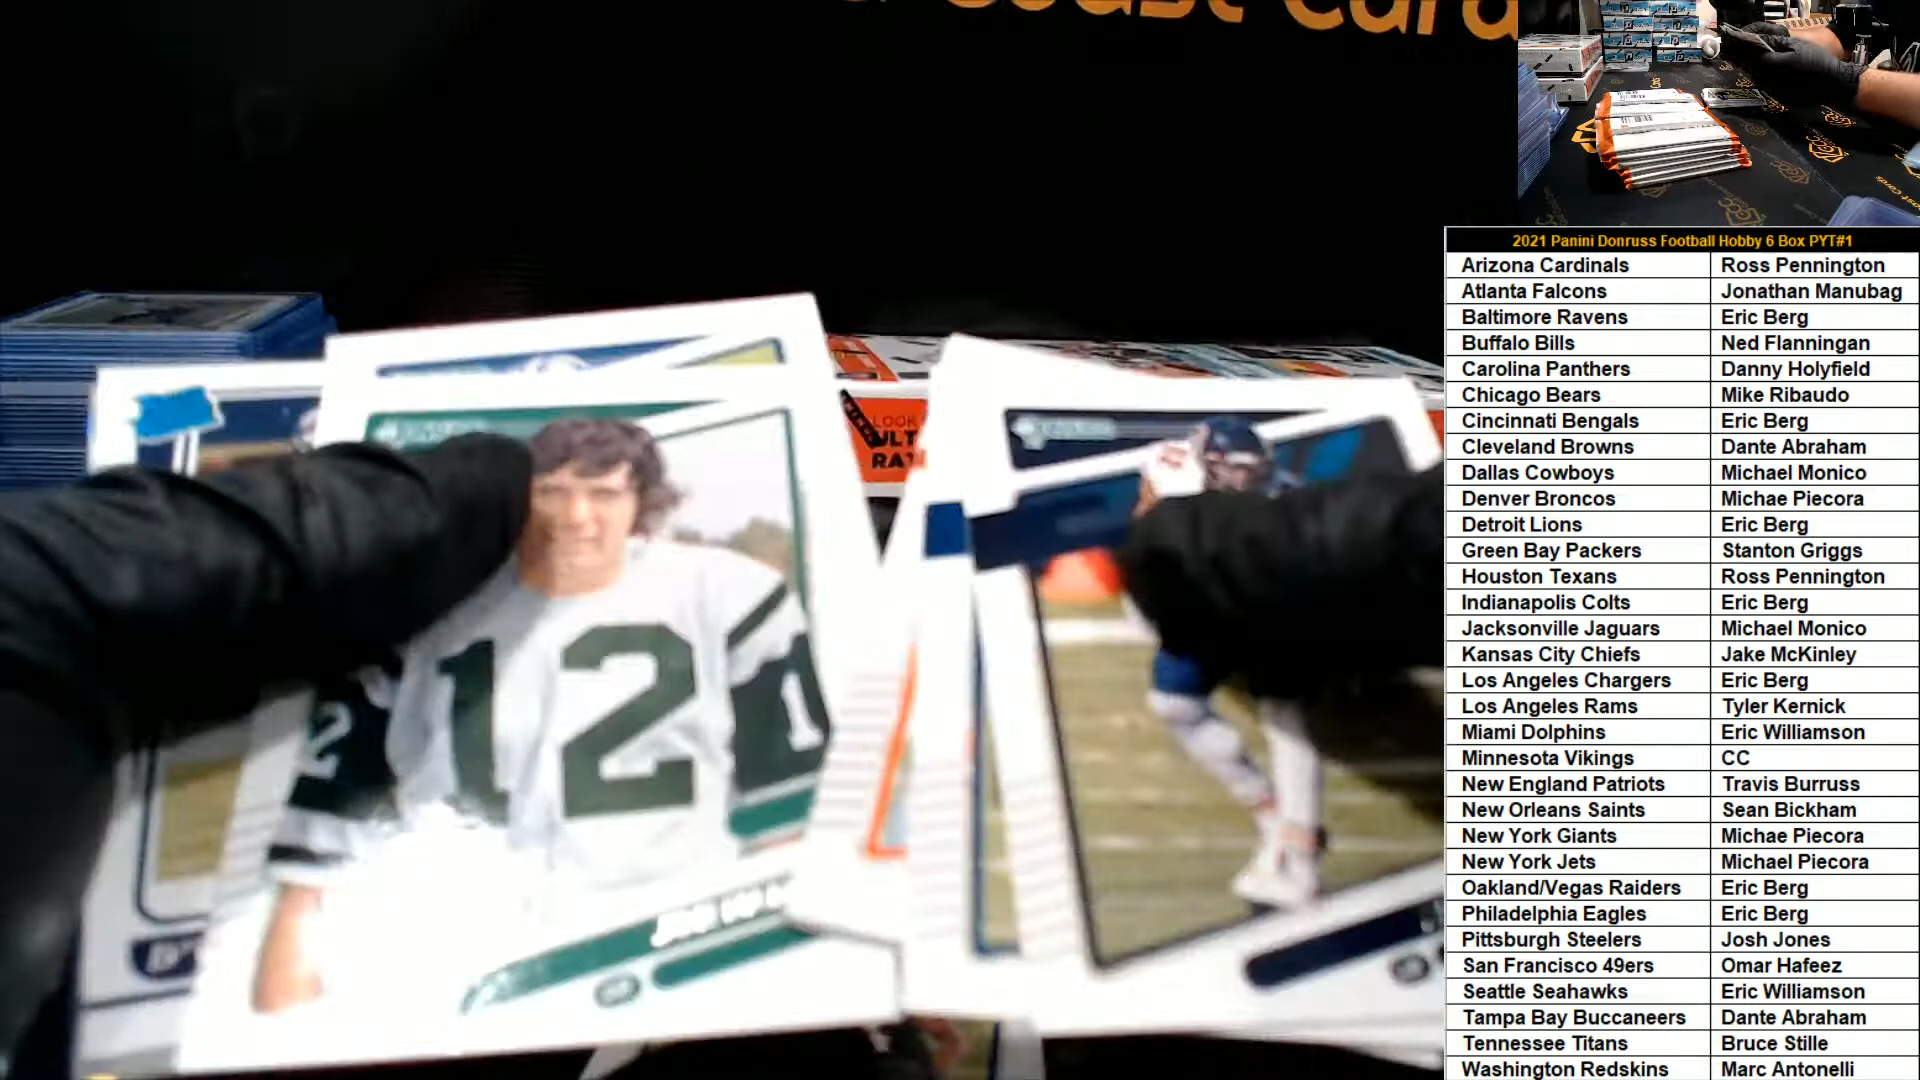 Coast Card
LOOK
ULT
RA
12
2
1
2021 Panini Donruss Football Hobby 6 Box PYT#1
Arizona Cardinals Ross Pennington
Atlanta Falcons Jonathan Manubag
Baltimore Ravens Eric Berg
Buffalo Bills Ned Flanningan
Carolina Panthers Danny Holyfield
Chicago Bears Mike Ribaudo
Cincinnati Bengals Eric Berg
Cleveland Browns Dante Abraham
Dallas Cowboys Michael Monico
Denver Broncos Michae Piecora
Detroit Lions Eric Berg
Green Bay Packers Stanton Griggs
Houston Texans Ross Pennington
Indianapolis Colts Eric Berg
Jacksonville Jaguars Michael Monico
Kansas City Chiefs Jake McKinley
Los Angeles Chargers Eric Berg
Los Angeles Rams Tyler Kernick
Miami Dolphins Eric Williamson
Minnesota Vikings CC
New England Patriots Travis Burruss
New Orleans Saints Sean Bickham
New York Giants Michae Piecora
New York Jets Michael Piecora
Oakland/Vegas Raiders Eric Berg
Philadelphia Eagles Eric Berg
Pittsburgh Steelers Josh Jones
San Francisco 49ers Omar Hafeez
Seattle Seahawks Eric Williamson
Tampa Bay Buccaneers Dante Abraham
Tennessee Titans Bruce Stille
Washington Redskins Marc Antonelli